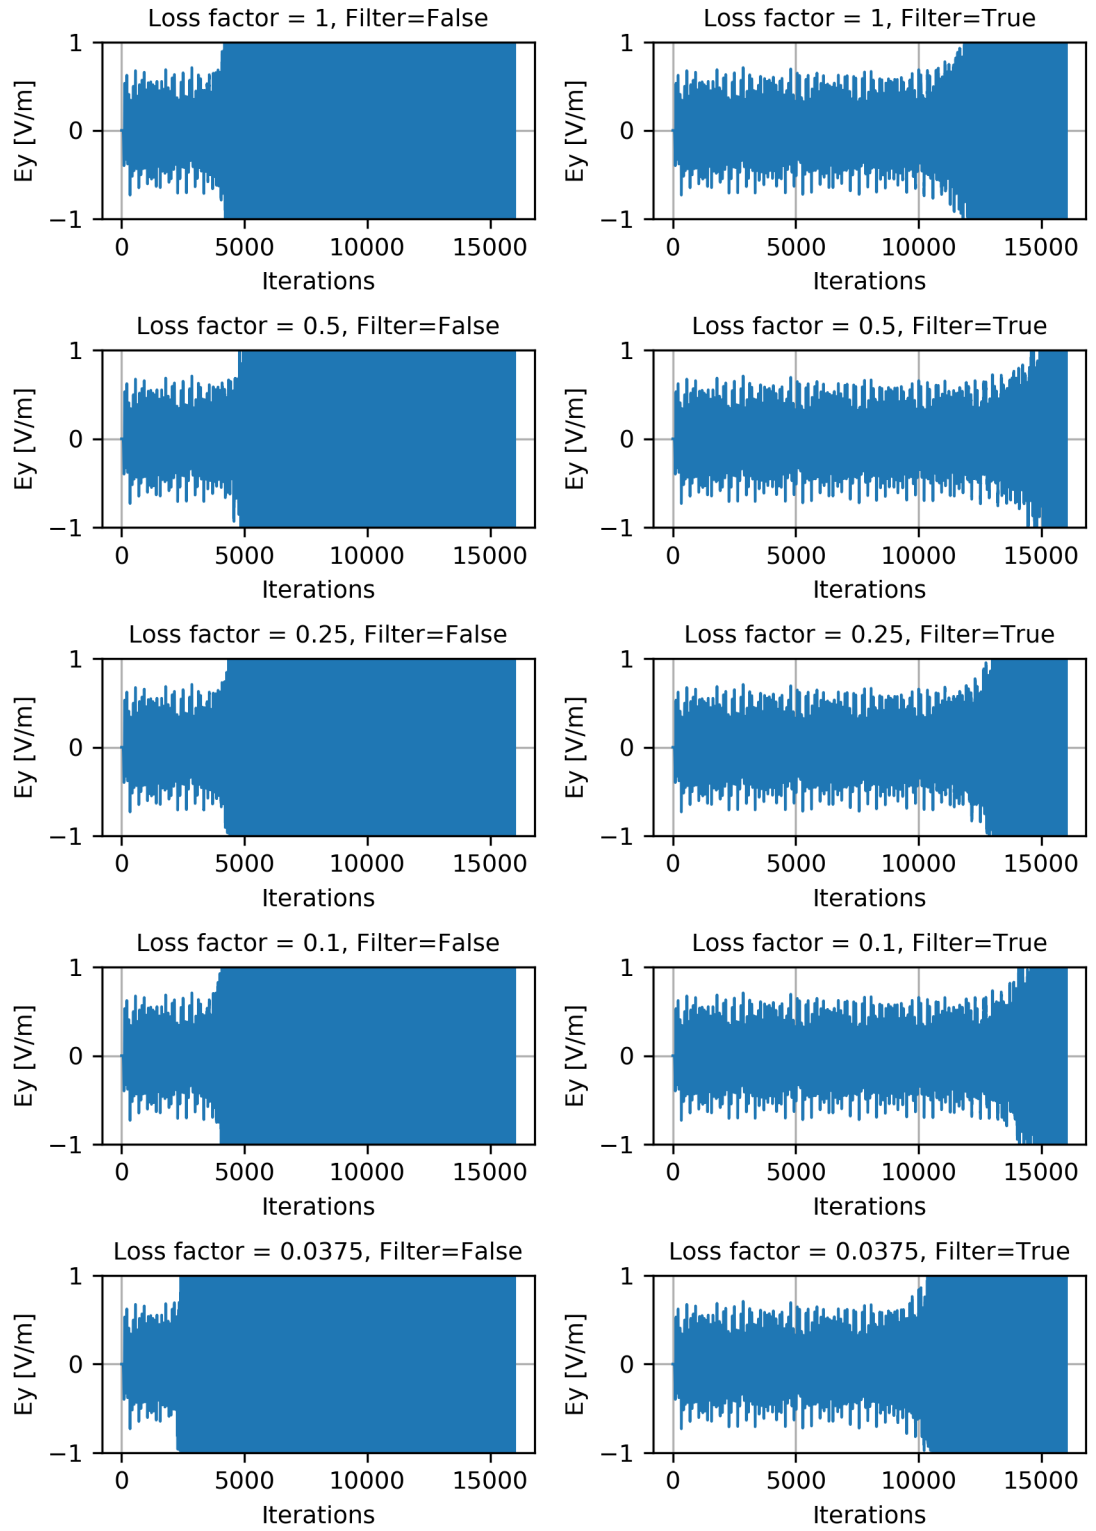 Loss factor = 1, Filter=False
1
0
−1
Ey [V/m]
0 5000 10000 15000
Iterations
Loss factor = 1, Filter=True
1
0
−1
Ey [V/m]
0 5000 10000 15000
Iterations
Loss factor = 0.5, Filter=False
1
0
−1
Ey [V/m]
0 5000 10000 15000
Iterations
Loss factor = 0.5, Filter=True
1
0
−1
Ey [V/m]
0 5000 10000 15000
Iterations
Loss factor = 0.25, Filter=False
1
0
−1
Ey [V/m]
0 5000 10000 15000
Iterations
Loss factor = 0.25, Filter=True
1
0
−1
Ey [V/m]
0 5000 10000 15000
Iterations
Loss factor = 0.1, Filter=False
1
0
−1
Ey [V/m]
0 5000 10000 15000
Iterations
Loss factor = 0.1, Filter=True
1
0
−1
Ey [V/m]
0 5000 10000 15000
Iterations
Loss factor = 0.0375, Filter=False
1
0
−1
Ey [V/m]
0 5000 10000 15000
Iterations
Loss factor = 0.0375, Filter=True
1
0
−1
Ey [V/m]
0 5000 10000 15000
Iterations